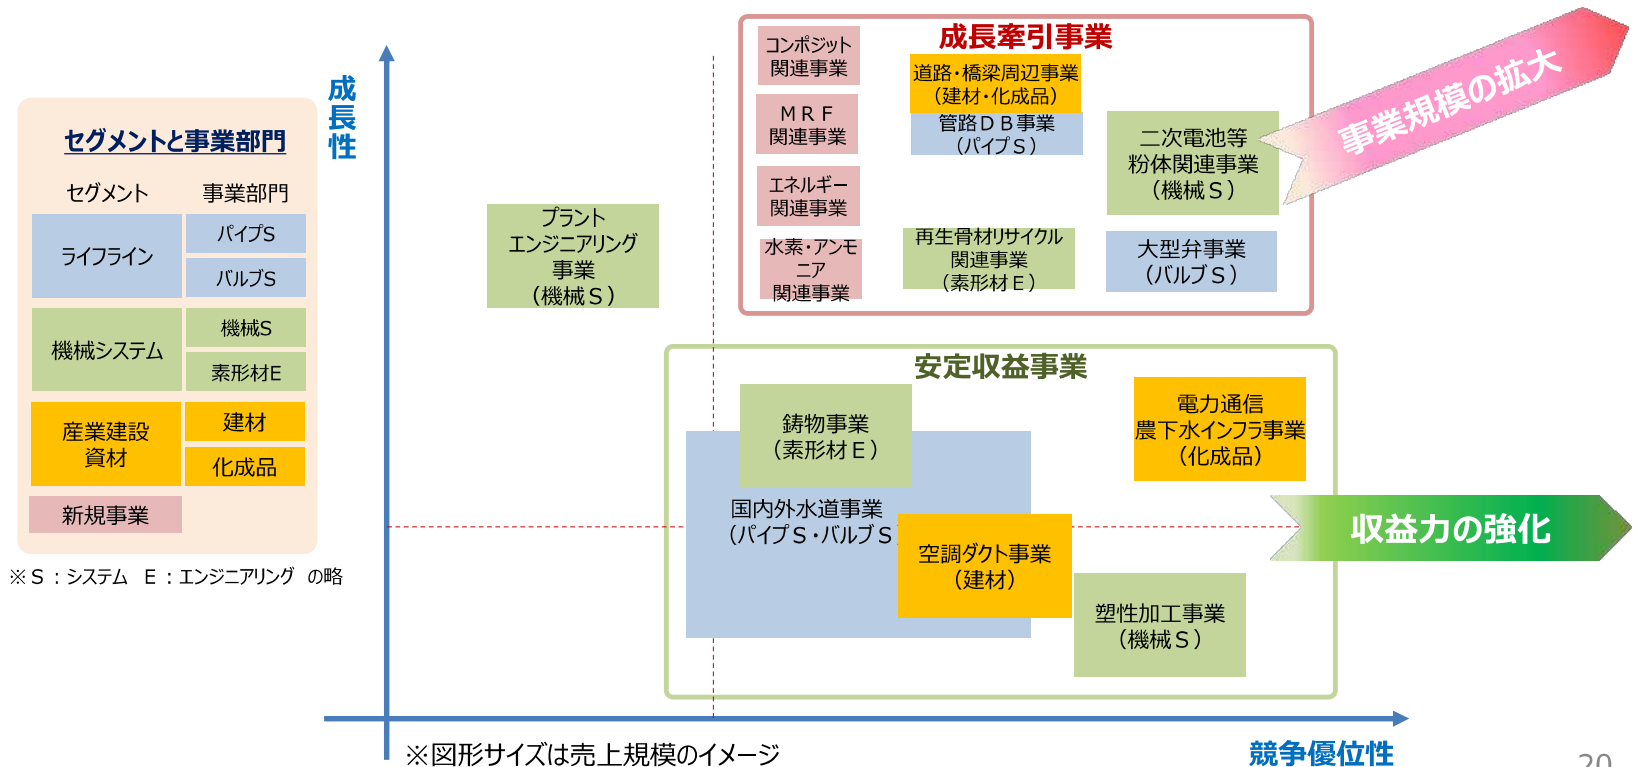 セグメントと事業部門
セグメント
事業部門
ライフライン
パイプS
バルブS
機械システム
機械S
素形材E
産業建設
資材
建材
化成品
新規事業
※Ｓ：システム　Ｅ：エンジニアリング　の略
成長性
プラント
エンジニアリング
事業
（機械Ｓ）
成長牽引事業
コンポジット
関連事業
ＭＲＦ
関連事業
エネルギー
関連事業
水素・アンモ
ニア
関連事業
道路・橋梁周辺事業
（建材・化成品）
管路ＤＢ事業
（パイプＳ）
再生骨材リサイクル
関連事業
（素形材Ｅ）
二次電池等
粉体関連事業
（機械Ｓ）
大型弁事業
（バルブＳ）
事業規模の拡大
安定収益事業
鋳物事業
（素形材Ｅ）
国内外水道事業
（パイプＳ・バルブＳ）
空調ダクト事業
（建材）
電力通信
農下水インフラ事業
（化成品）
塑性加工事業
（機械Ｓ）
収益力の強化
※図形サイズは売上規模のイメージ
競争優位性
20